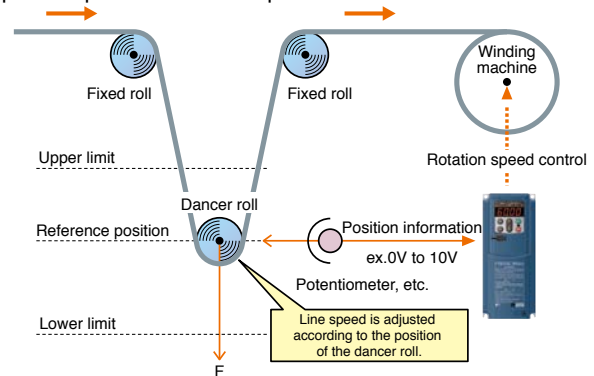 Winding
machine
Fixed roll
Fixed roll
Upper limit
Rotation speed control
Dancer roll
Reference position
Position information
ex.0V to 10V
Potentiometer, etc.
Line speed is adjusted
according to the position
of the dancer roll.
Lower limit
F